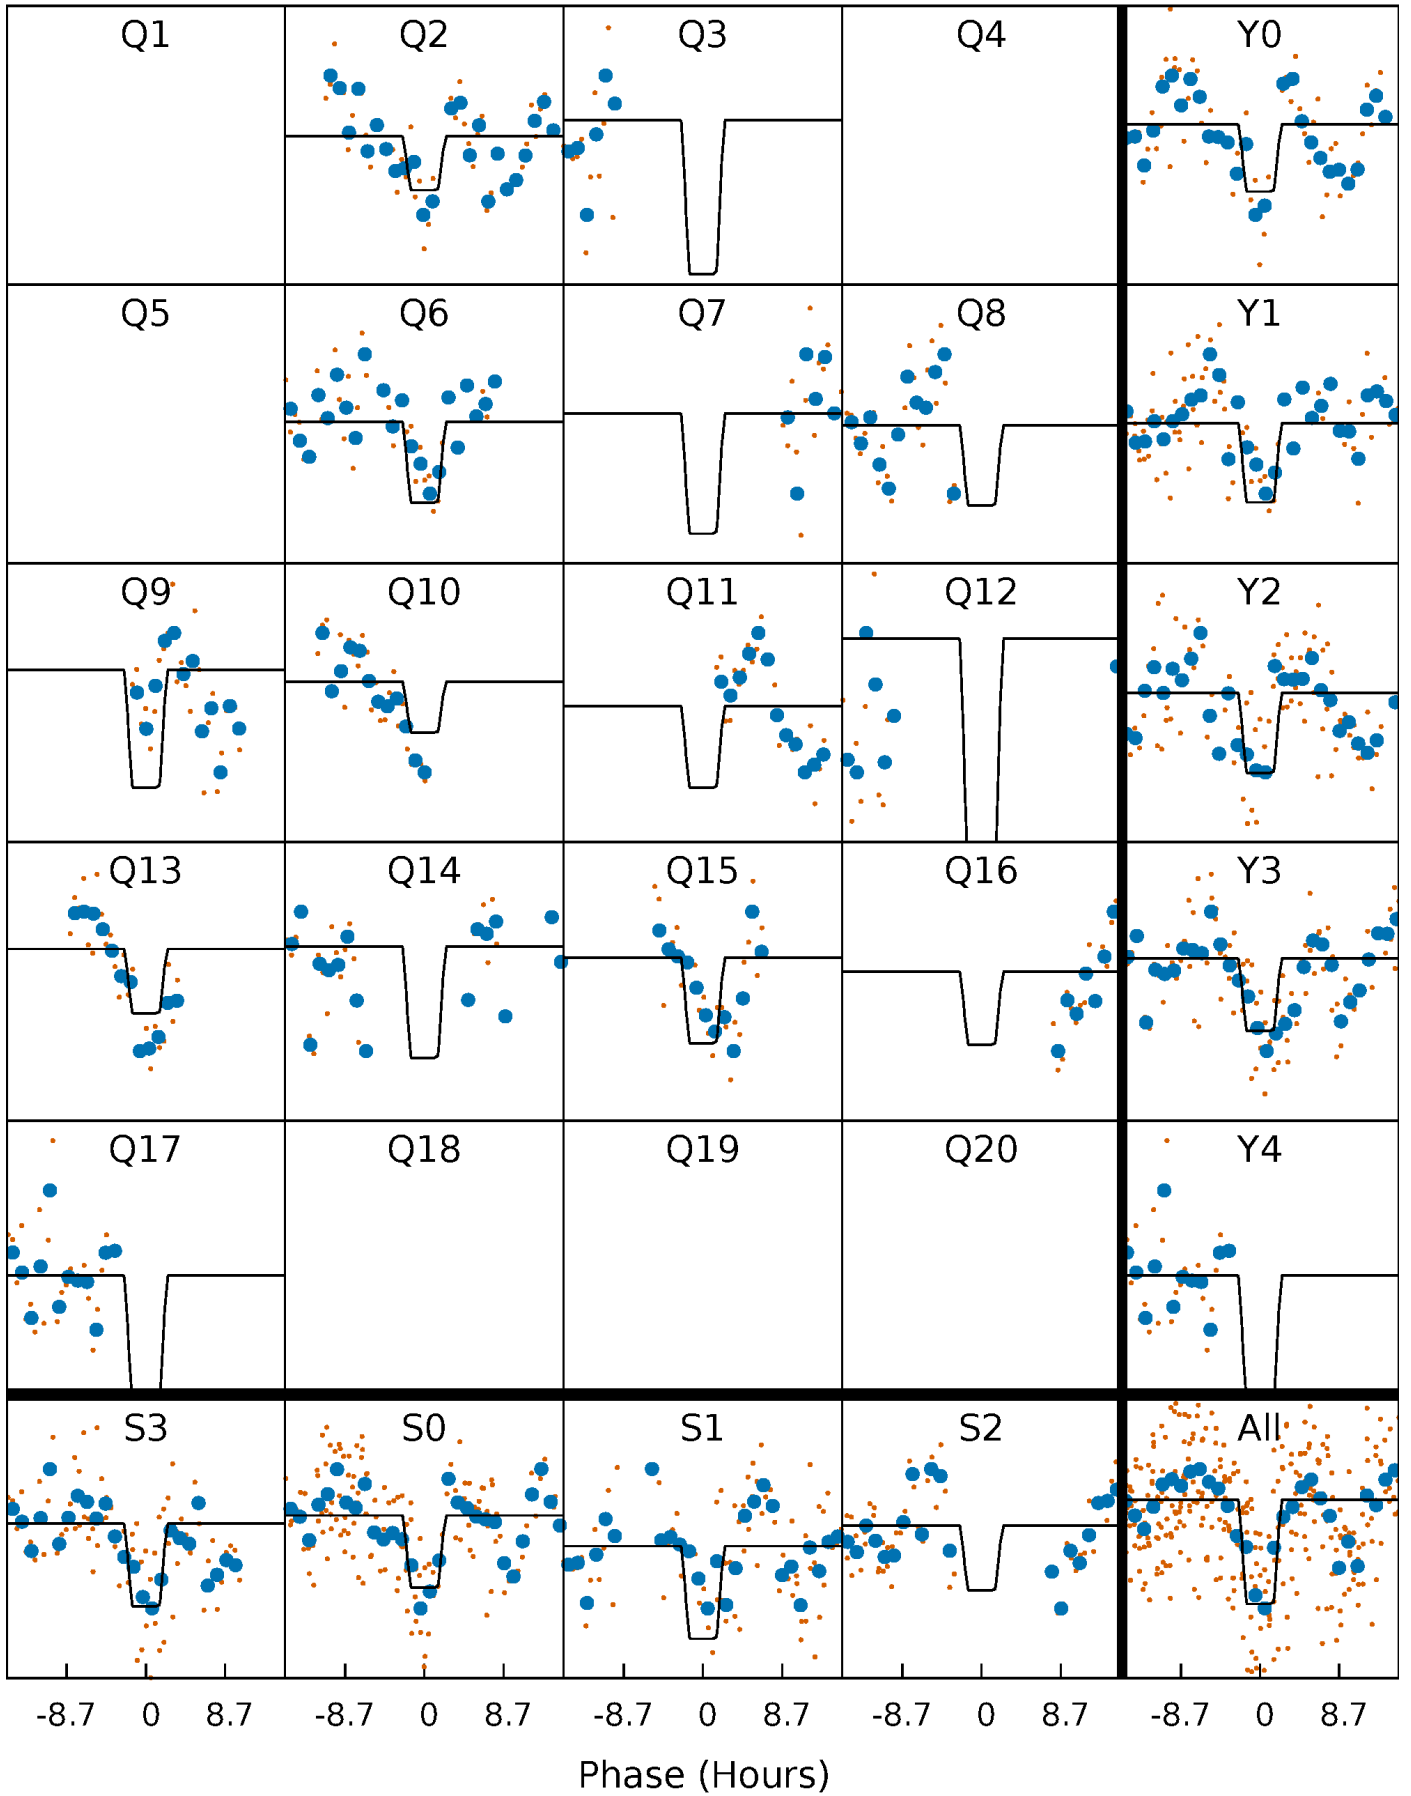 Q1 Q2 Q3 Q4 Y0
Q5 Q6 Q7 Q8 Y1
Q9 Q10 Q11 Q12 Y2
Q13 Q14 Q15 Q16 Y3
Q17 Q18 Q19 Q20 Y4
S3 S0 S1 S2 All
-8.7 0 8.7 -8.7 0 8.7 -8.7 0 8.7 -8.7 0 8.7 -8.7 0 8.7
Phase (Hours)